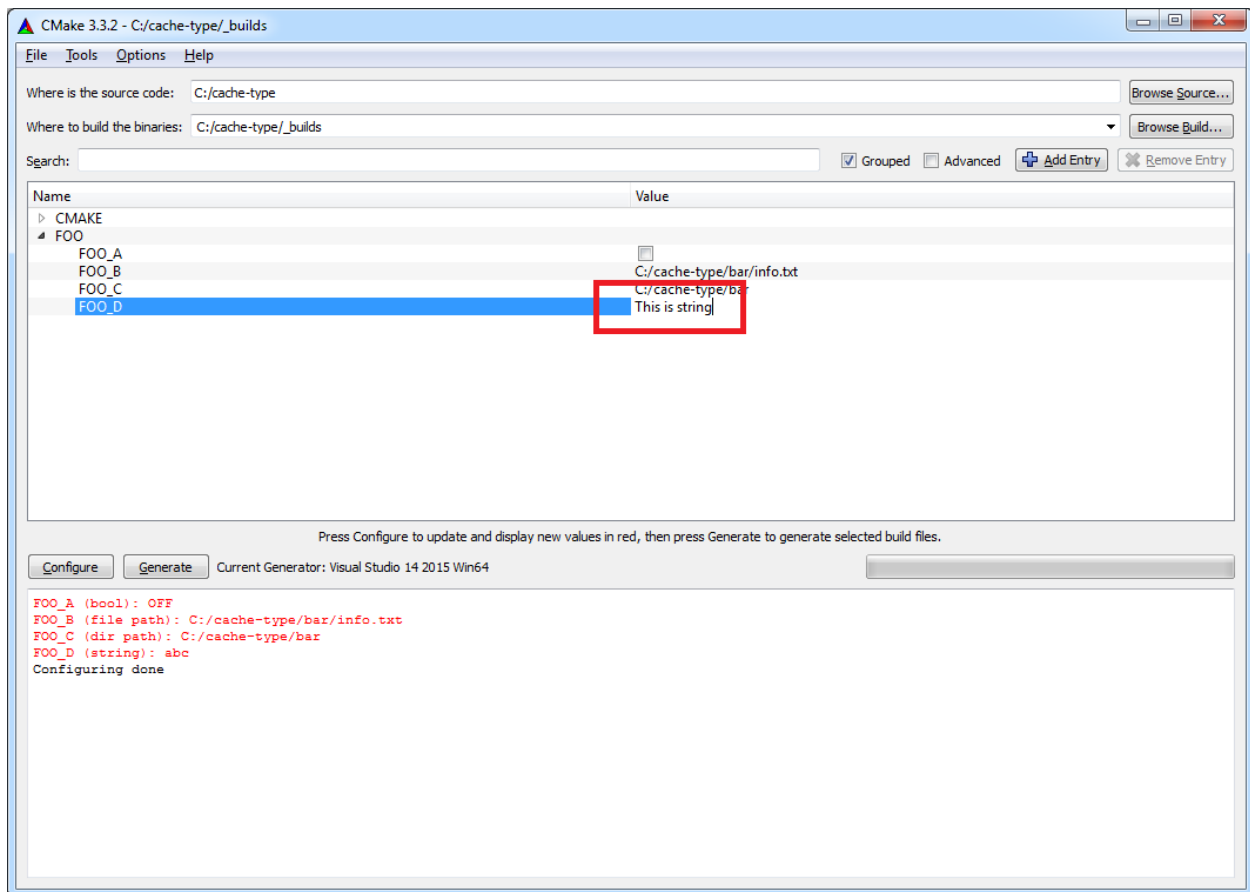 CMake 3.3.2 - C:/cache-type/_builds
File Tools Options Help
Where is the source code: C:/cache-type Browse Source...
Where to build the binaries: C:/cache-type/_builds Browse Build...
Search: Grouped Advanced Add Entry Remove Entry
Name Value
CMAKE
FOO
FOO_A
FOO_B C:/cache-type/bar/info.txt
FOO_C C:/cache-type/bar
FOO_D This is string
Press Configure to update and display new values in red, then press Generate to generate selected build files.
Configure Generate Current Generator: Visual Studio 14 2015 Win64
FOO_A (bool): OFF
FOO_B (file path): C:/cache-type/bar/info.txt
FOO_C (dir path): C:/cache-type/bar
FOO_D (string): abc
Configuring done